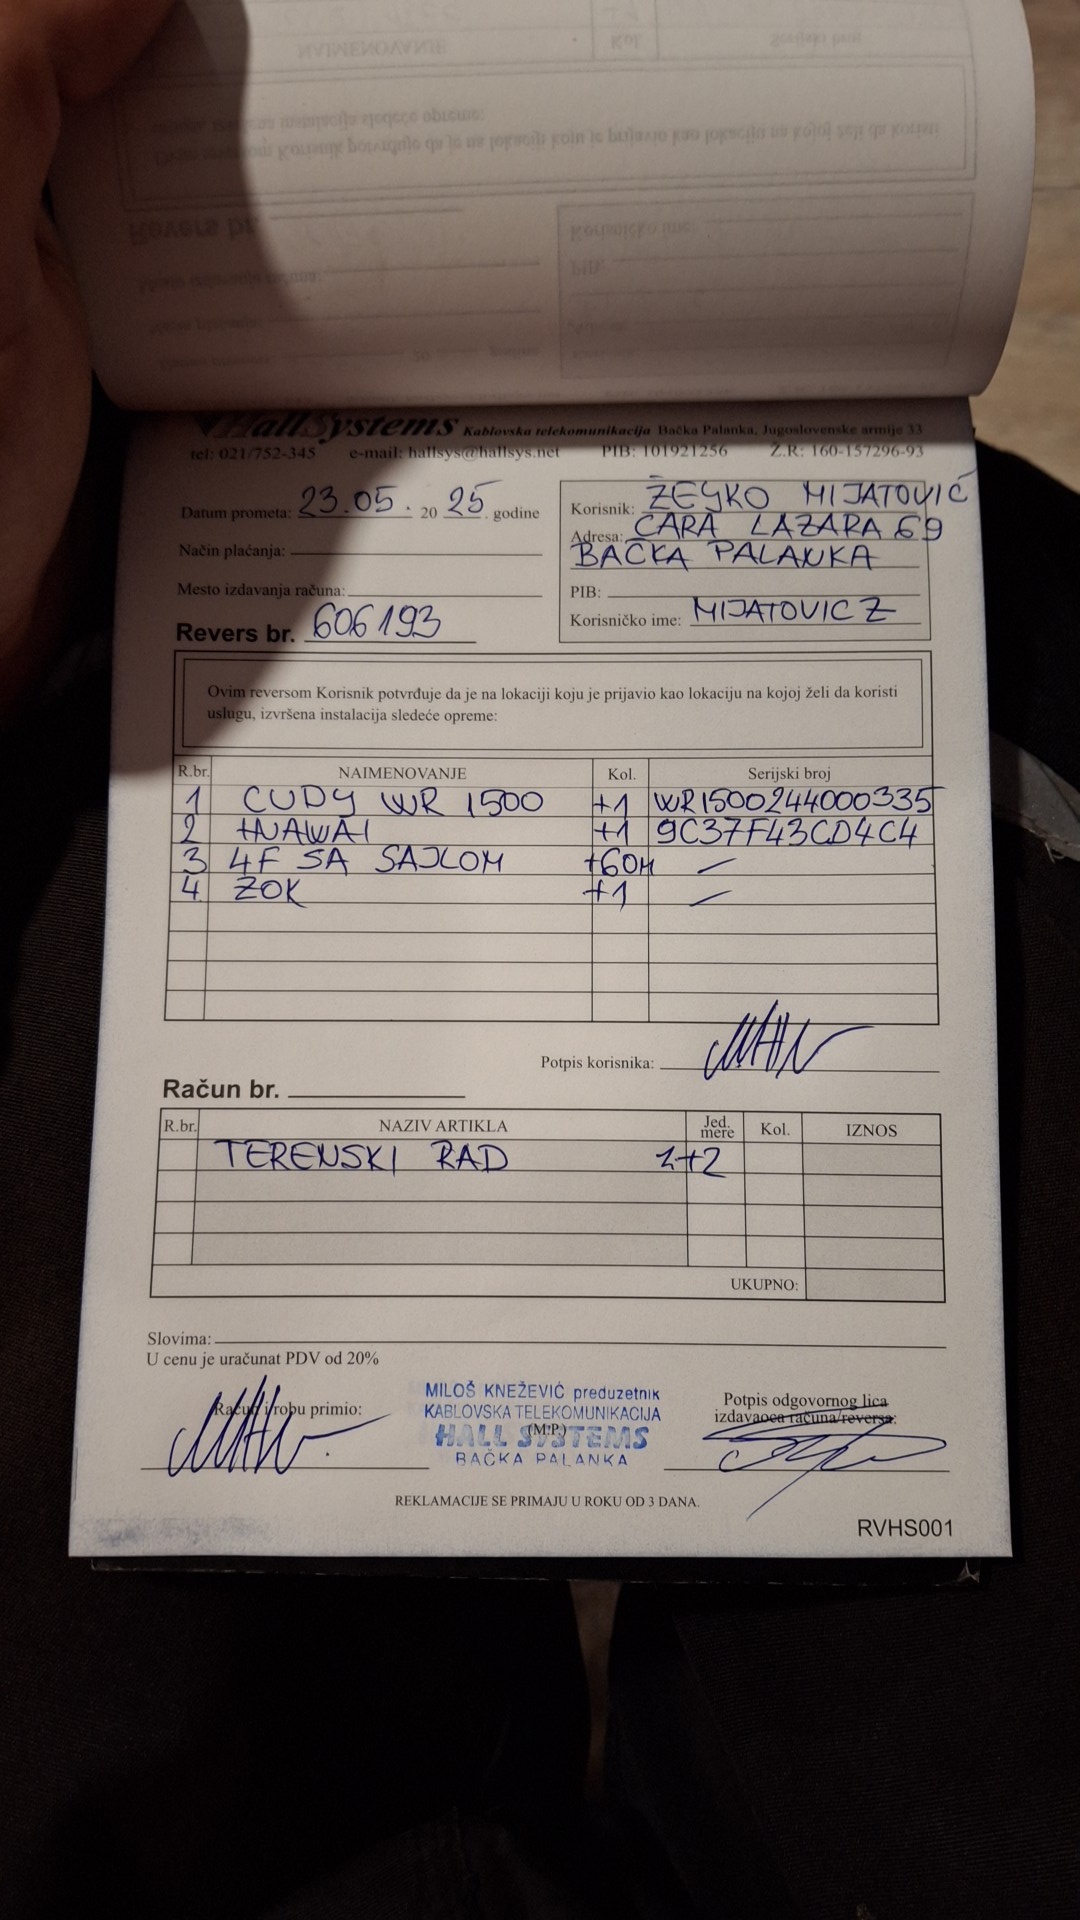 HallSystems Kablovska telekomunikacija Bačka Palanka, Jugoslovenske armije 33
tel: 021/752-345 e-mail: hallsys@hallsys.net PIB: 101921256 Ž.R: 160-157296-93
Datum prometa: 23.05. 20 25. godine
Način plaćanja:
Mesto izdavanja računa:
Revers br. 606193
Korisnik: ŽEYKO MIJATOVIĆ
Adresa: CARA LAZARA 69
BAČKA PALANKA
PIB:
Korisničko ime: MIJATOVICZ
Ovim reversom Korisnik potvrđuje da je na lokaciji koju je prijavio kao lokaciju na kojoj želi da koristi
uslugu, izvršena instalacija sledeće opreme:
R.br. NAIMENOVANJE Kol. Serijski broj
1 CUDY WR 1500 +1 WR1500244000335
2 HUAWAI +1 9C37F43CD4C4
3 4F SA SAJLOM +60M —
4 ZOK +1 —
Potpis korisnika:
Račun br.
R.br. NAZIV ARTIKLA Jed. mere Kol. IZNOS
TERENSKI RAD 1+2
UKUPNO:
Slovima:
U cenu je uračunat PDV od 20%
Račun i robu primio:
MILOŠ KNEŽEVIĆ preduzetnik
KABLOVSKA TELEKOMUNIKACIJA
(M.P.)
HALL SYSTEMS
BAČKA PALANKA
Potpis odgovornog lica
izdavaoca računa/reversa:
REKLAMACIJE SE PRIMAJU U ROKU OD 3 DANA.
RVHS001